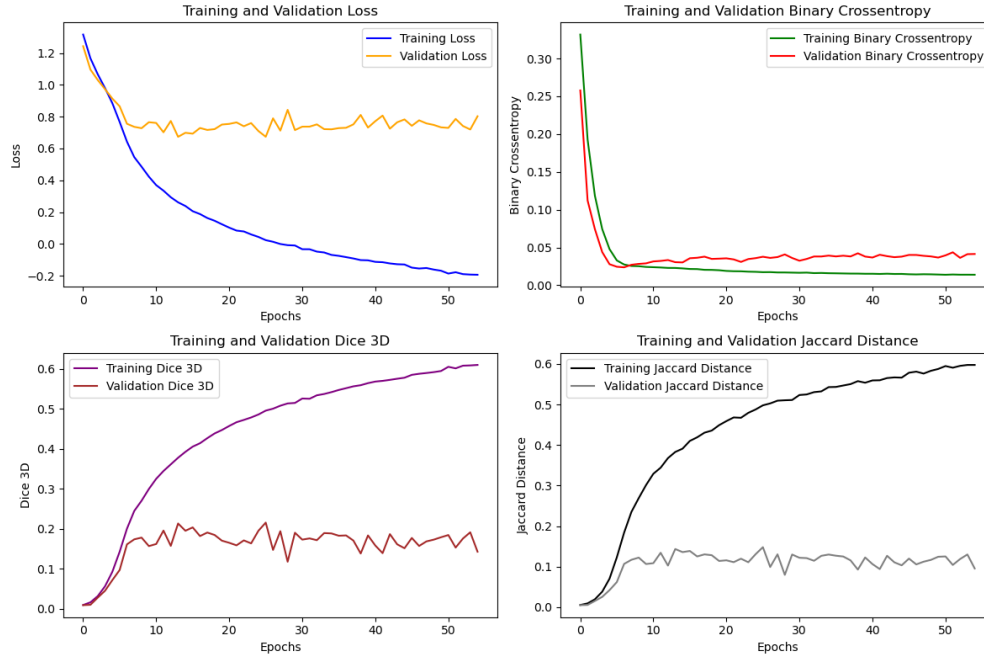 Training and Validation Loss
Training Loss
Validation Loss
Loss
1.2
1.0
0.8
0.6
0.4
0.2
0.0
−0.2
0 10 20 30 40 50
Epochs
Training and Validation Binary Crossentropy
Training Binary Crossentropy
Validation Binary Crossentropy
Binary Crossentropy
0.30
0.25
0.20
0.15
0.10
0.05
0.00
0 10 20 30 40 50
Epochs
Training and Validation Dice 3D
Training Dice 3D
Validation Dice 3D
Dice 3D
0.6
0.5
0.4
0.3
0.2
0.1
0.0
0 10 20 30 40 50
Epochs
Training and Validation Jaccard Distance
Training Jaccard Distance
Validation Jaccard Distance
Jaccard Distance
0.6
0.5
0.4
0.3
0.2
0.1
0.0
0 10 20 30 40 50
Epochs